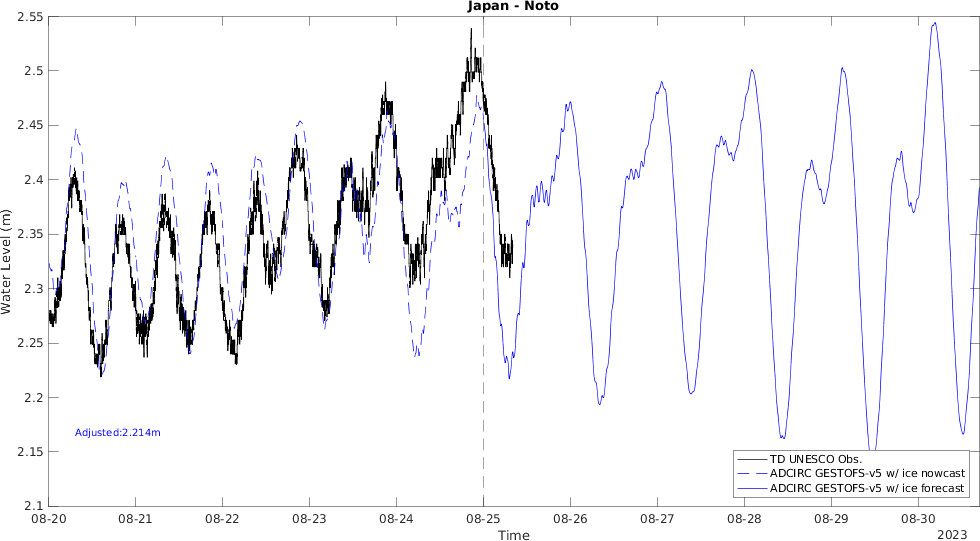 Japan - Noto
2.55
2.5
2.45
2.4
2.35
2.3
2.25
2.2
2.15
2.1
Water Level (m)
Adjusted:2.214m
TD UNESCO Obs.
ADCIRC GESTOFS-v5 w/ ice nowcast
ADCIRC GESTOFS-v5 w/ ice forecast
08-20 08-21 08-22 08-23 08-24 08-25 08-26 08-27 08-28 08-29 08-30
Time
2023